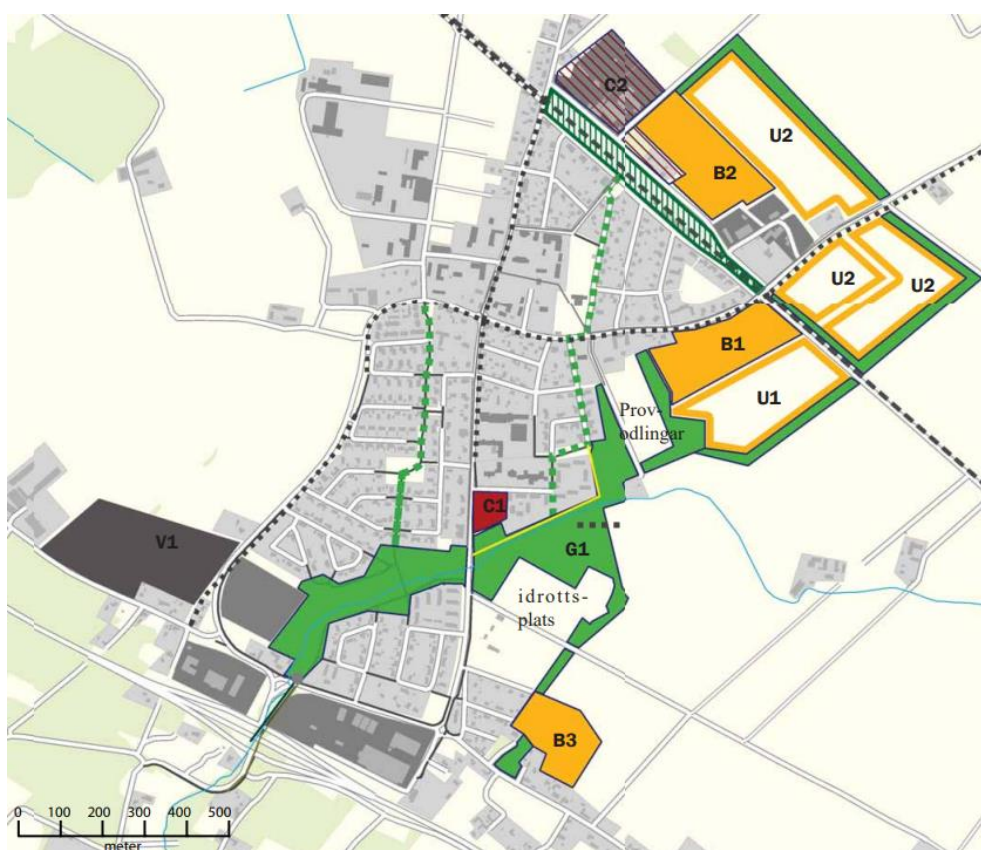 C2
U2
B2
U2
U2
B1
U1
Prov-
odlingar
C1
V1
G1
idrotts-
plats
B3
0 100 200 300 400 500
meter